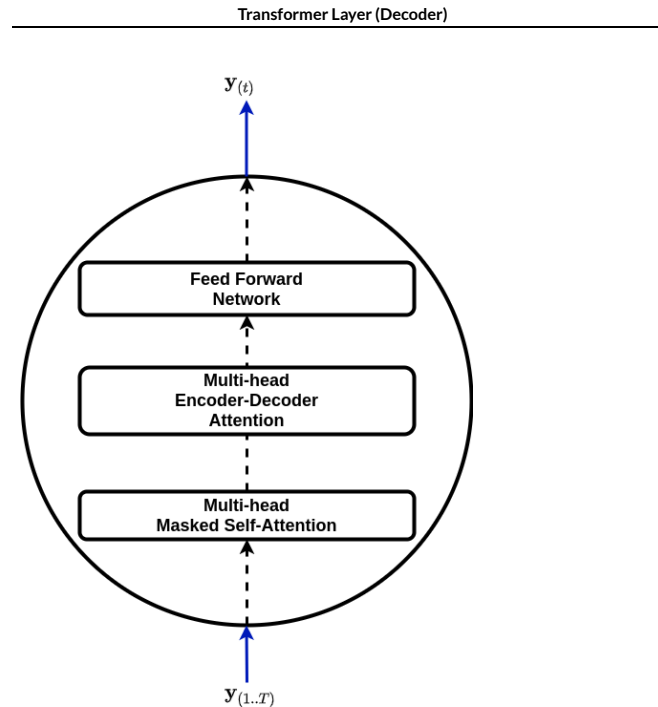 Transformer Layer (Decoder)
y(t)
Feed Forward
Network
Multi-head
Encoder-Decoder
Attention
Multi-head
Masked Self-Attention
y(1..T)